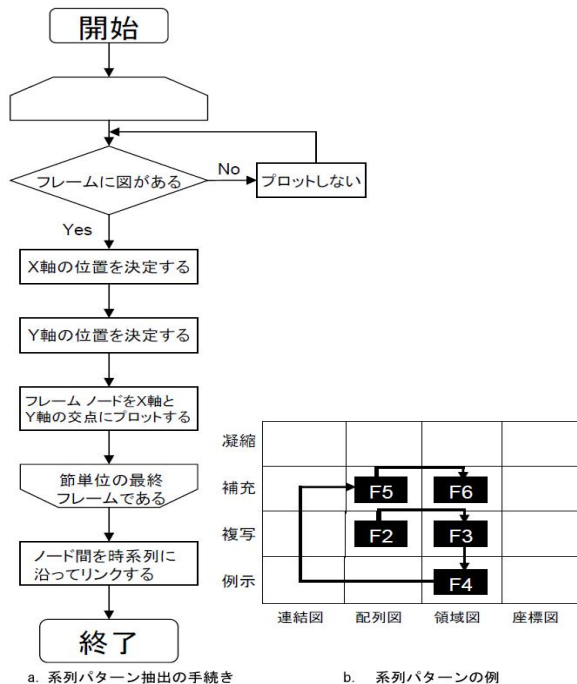 開始
フレームに図がある
No
プロットしない
Yes
X軸の位置を決定する
Y軸の位置を決定する
フレーム ノードをX軸と
Y軸の交点にプロットする
節単位の最終
フレームである
ノード間を時系列に
沿ってリンクする
終了
a. 系列パターン抽出の手続き
凝縮
補充
F5
F6
複写
F2
F3
例示
F4
連結図
配列図
領域図
座標図
b. 系列パターンの例